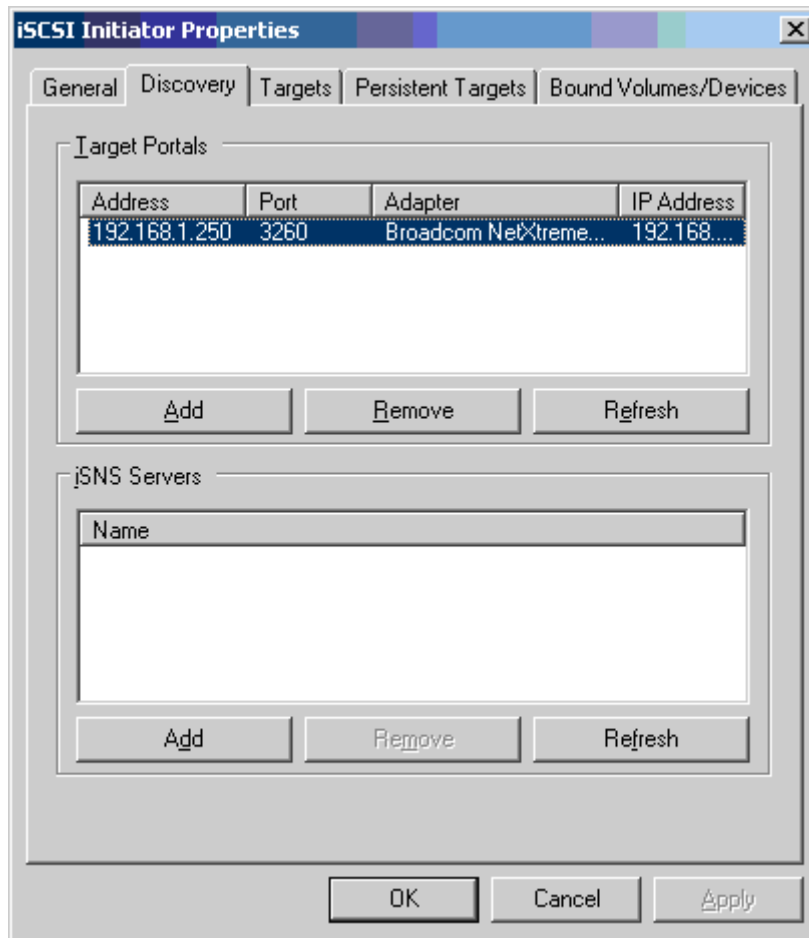 iSCSI Initiator Properties
General Discovery Targets Persistent Targets Bound Volumes/Devices
Target Portals
Address Port Adapter IP Address
192.168.1.250 3260 Broadcom NetXtreme... 192.168....
Add Remove Refresh
iSNS Servers
Name
Add Remove Refresh
OK Cancel Apply